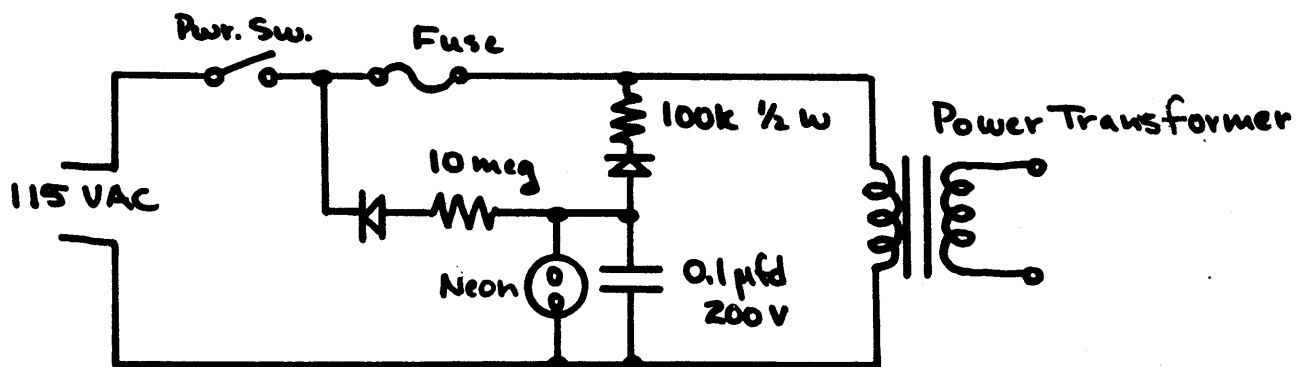 Pwr. Sw.
Fuse
100k ½ W
Power Transformer
10 meg
115 VAC
Neon
0.1 µfd
200 V